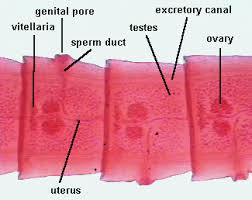 genital pore
vitellaria
sperm duct
testes
excretory canal
ovary
uterus